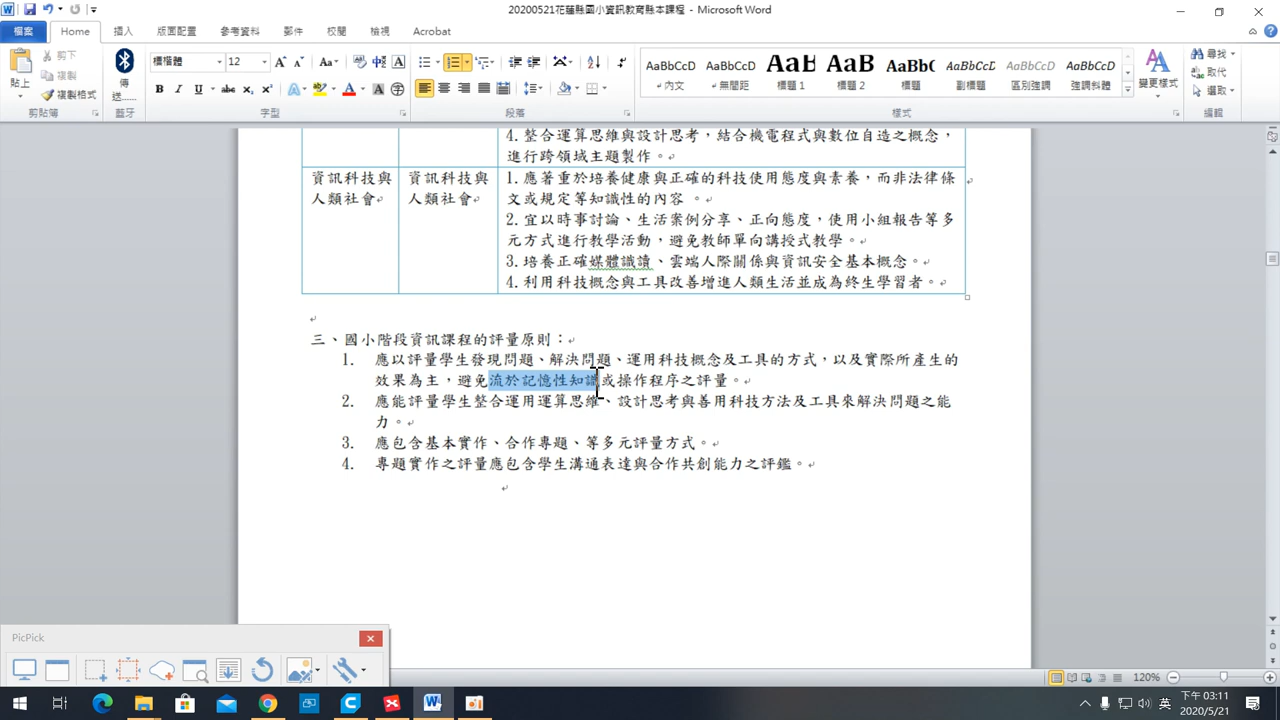 20200521花蓮縣國小資訊教育縣本課程 - Microsoft Word
檔案 Home 插入 版面配置 參考資料 郵件 校閱 檢視 Acrobat
貼上 剪下 複製 複製格式 傳送.... 標楷體 12
AaBbCcD AaBbCcD AaBb AaBb AaBbC AaBbCcD AaBbCcD AaBbCcD
內文 無間距 標題 1 標題 2 標題 副標題 區別強調 強調斜體 變更樣式
尋找 取代 選取
剪貼簿 藍牙 字型 段落 樣式 編輯
4. 整合運算思維與設計思考，結合機電程式與數位自造之概念，
進行跨領域主題製作。
資訊科技與人類社會
資訊科技與人類社會
1. 應著重於培養健康與正確的科技使用態度與素養，而非法律條
文或規定等知識性的內容 。
2. 宜以時事討論、生活案例分享、正向態度，使用小組報告等多
元方式進行教學活動，避免教師單向講授式教學。
3. 培養正確媒體識讀、雲端人際關係與資訊安全基本概念。
4. 利用科技概念與工具改善增進人類生活並成為終生學習者。
三、國小階段資訊課程的評量原則：
1. 應以評量學生發現問題、解決問題、運用科技概念及工具的方式，以及實際所產生的
效果為主，避免流於記憶性知識或操作程序之評量。
2. 應能評量學生整合運用運算思維、設計思考與善用科技方法及工具來解決問題之能
力。
3. 應包含基本實作、合作專題、等多元評量方式。
4. 專題實作之評量應包含學生溝通表達與合作共創能力之評鑑。
PicPick
120%
英
下午 03:11
2020/5/21